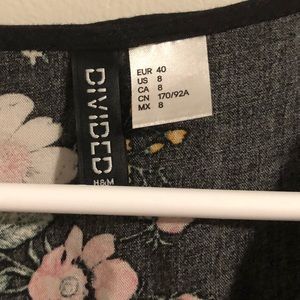 DIVIDED
H&M
EUR 40
US 8
CA 8
CN 170/92A
MX 8